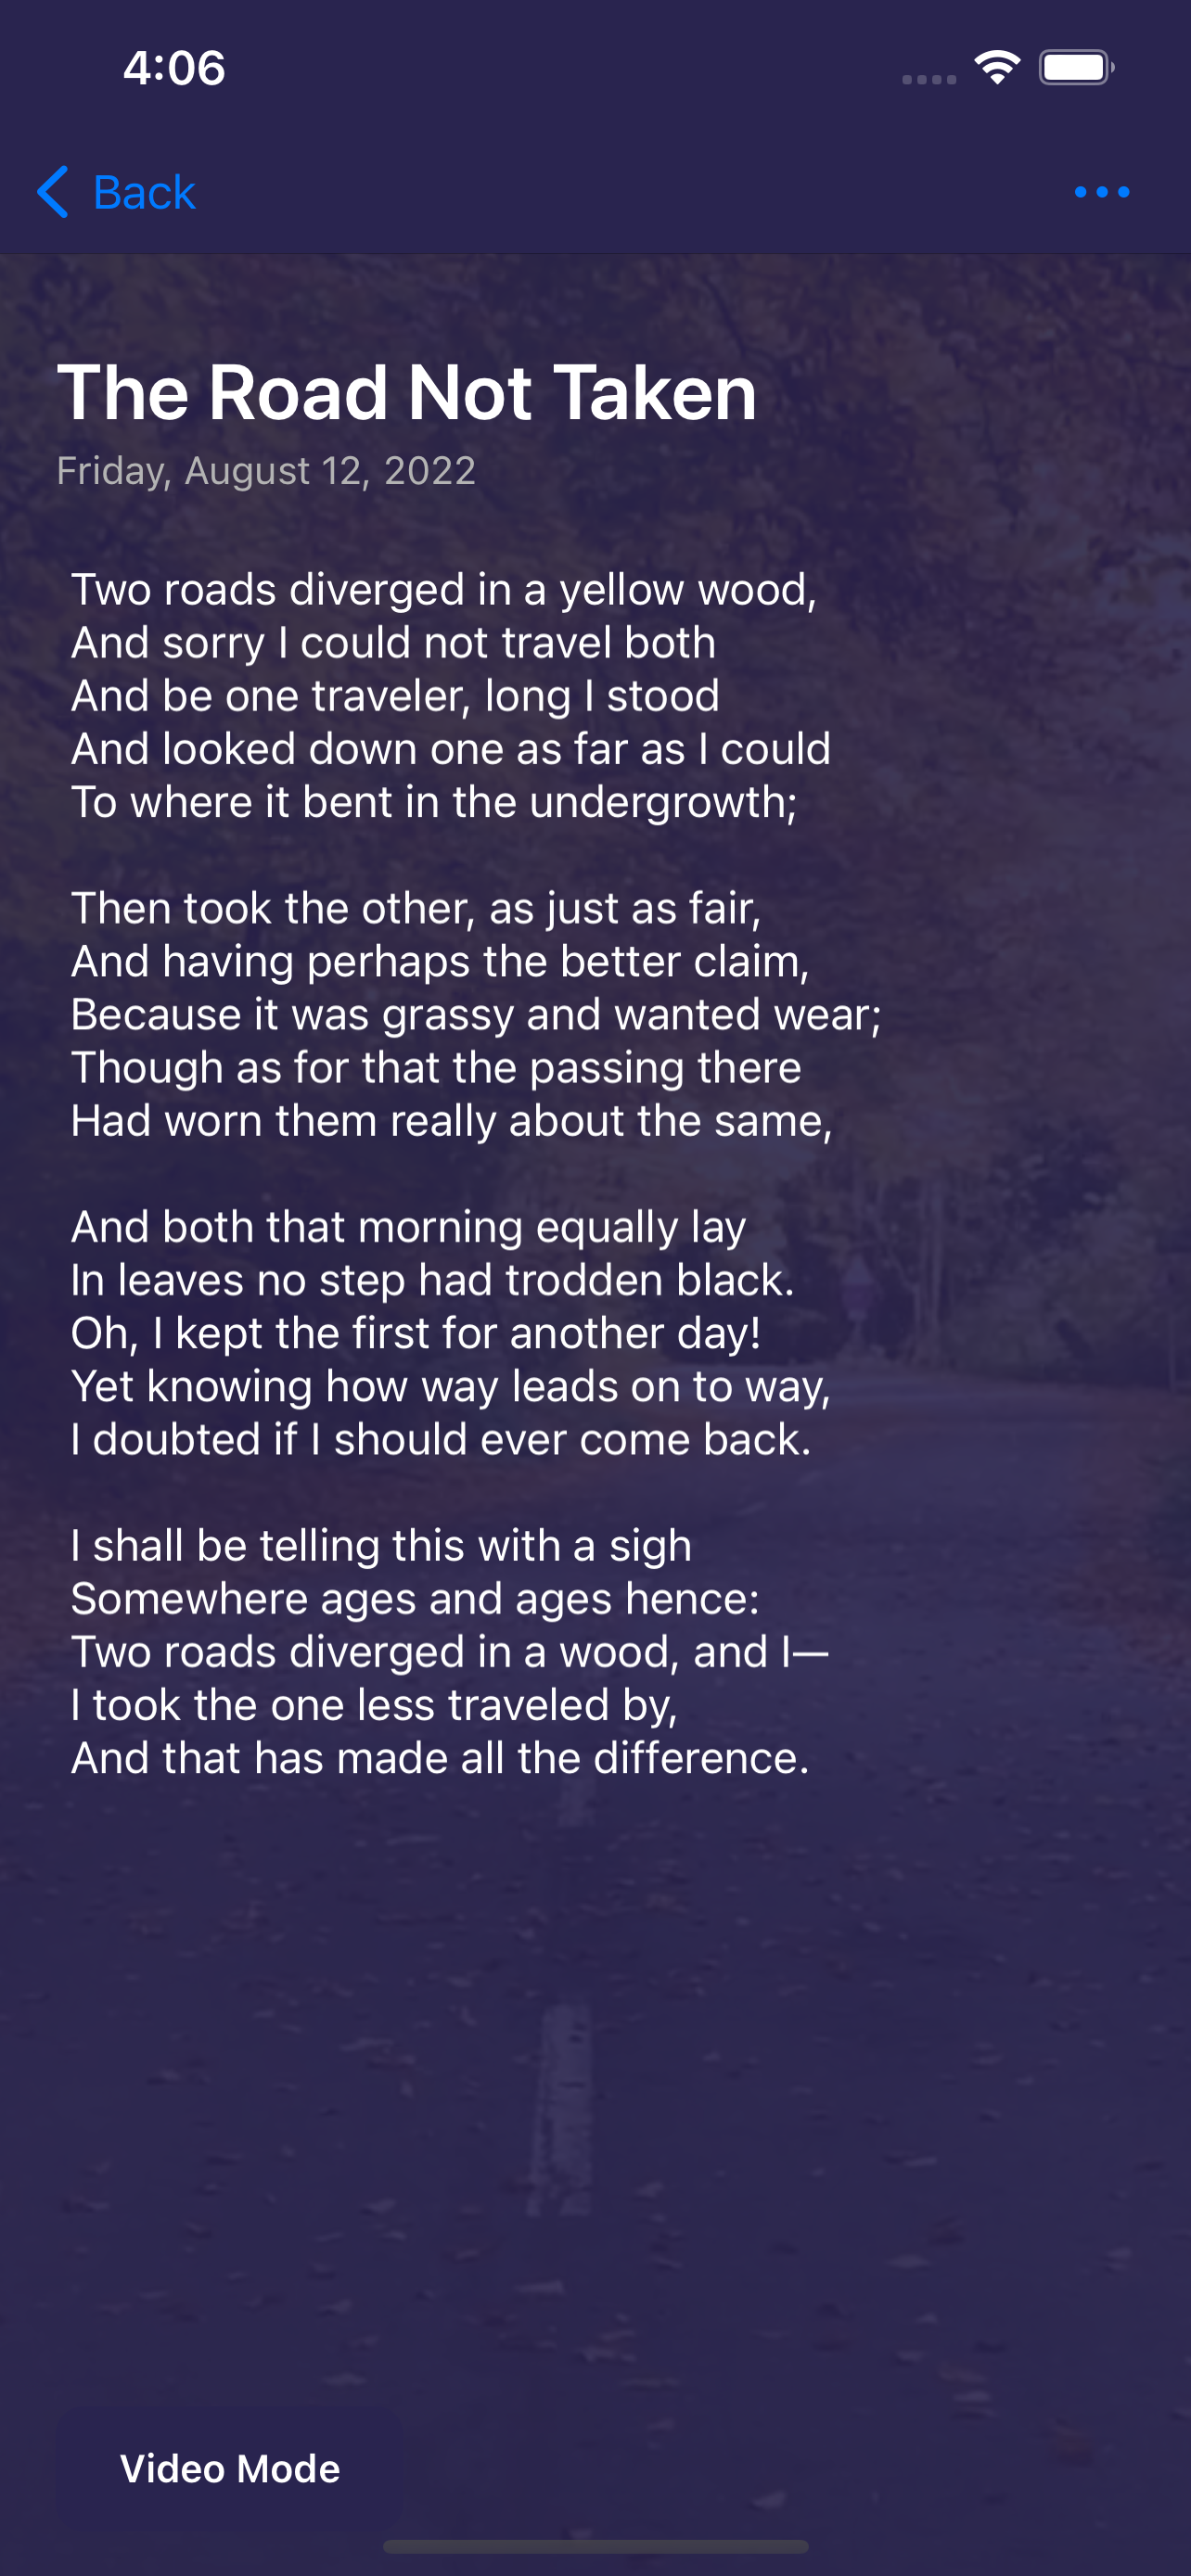 4:06
Back
The Road Not Taken
Friday, August 12, 2022
Two roads diverged in a yellow wood,
And sorry I could not travel both
And be one traveler, long I stood
And looked down one as far as I could
To where it bent in the undergrowth;
Then took the other, as just as fair,
And having perhaps the better claim,
Because it was grassy and wanted wear;
Though as for that the passing there
Had worn them really about the same,
And both that morning equally lay
In leaves no step had trodden black.
Oh, I kept the first for another day!
Yet knowing how way leads on to way,
I doubted if I should ever come back.
I shall be telling this with a sigh
Somewhere ages and ages hence:
Two roads diverged in a wood, and I—
I took the one less traveled by,
And that has made all the difference.
Video Mode